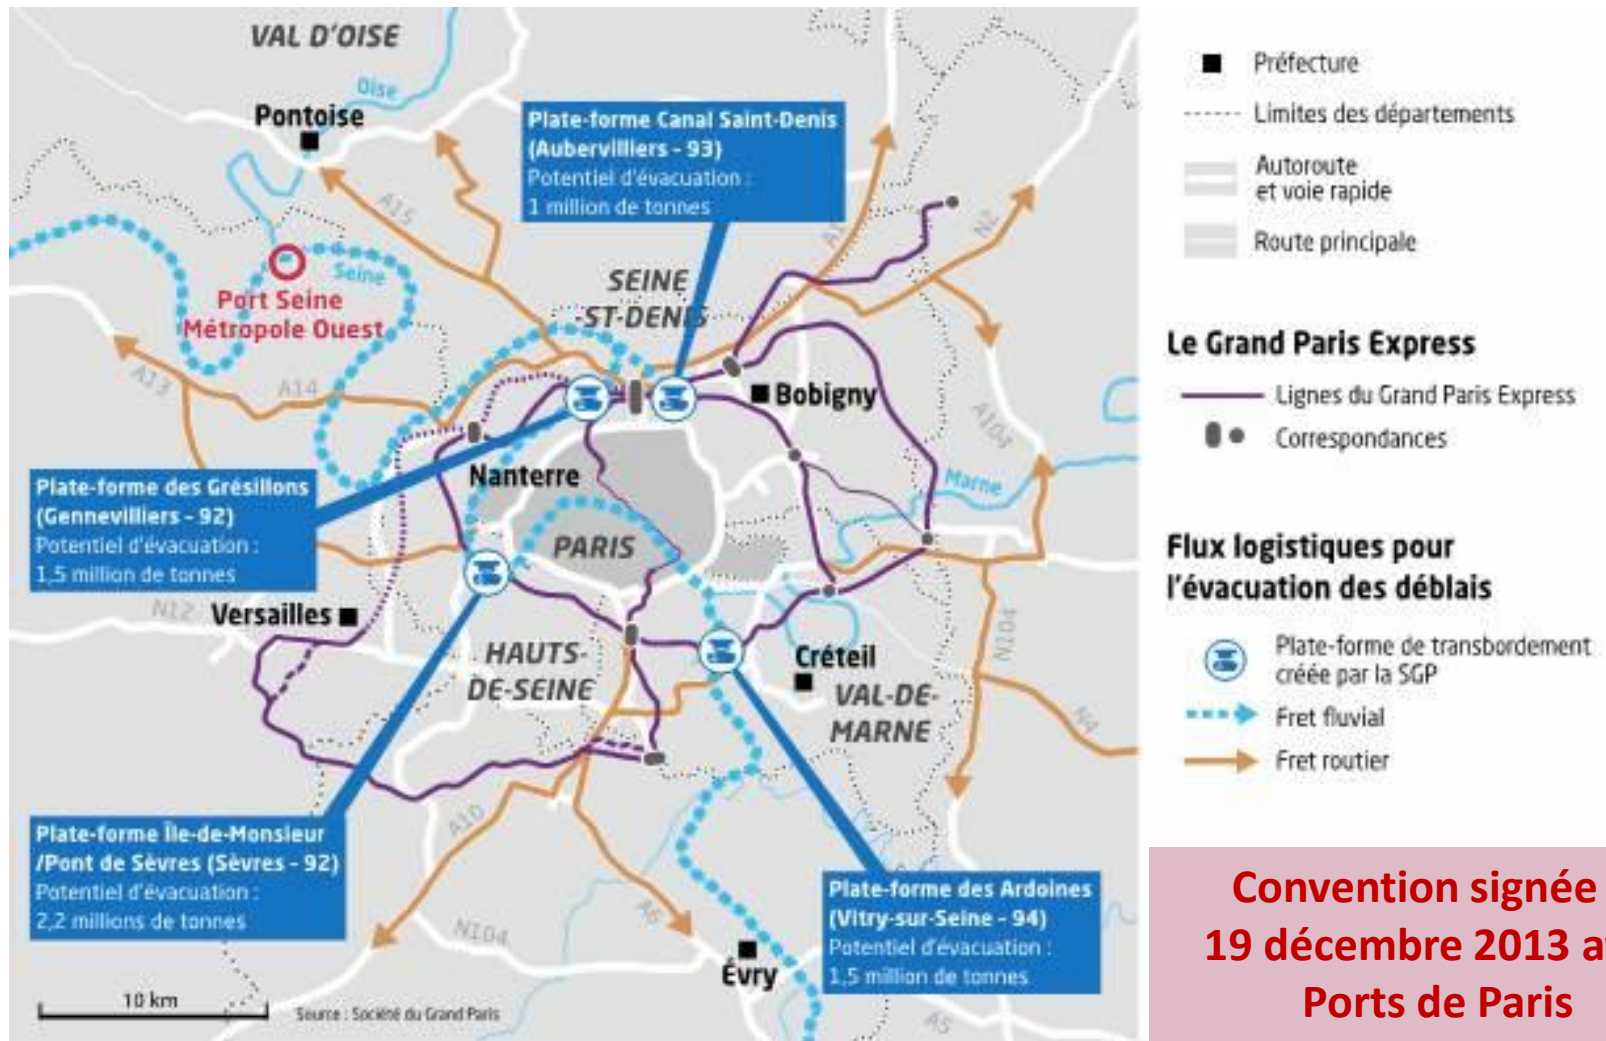 VAL D'OISE
Oise
Pontoise
Plate-forme Canal Saint-Denis
(Aubervilliers - 93)
Potentiel d'évacuation :
1 million de tonnes
A15
N2
Seine
Port Seine
Métropole Ouest
SEINE
-ST-DENIS
A13
A14
Bobigny
A104
Nanterre
Marne
Plate-forme des Grésillons
(Gennevilliers - 92)
Potentiel d'évacuation :
1,5 million de tonnes
PARIS
N12
Versailles
HAUTS-
DE-SEINE
Créteil
VAL-DE-
MARNE
N104
N4
A10
Plate-forme Île-de-Monsieur
/Pont de Sèvres (Sèvres - 92)
Potentiel d'évacuation :
2,2 millions de tonnes
Plate-forme des Ardoines
(Vitry-sur-Seine - 94)
Potentiel d'évacuation :
1,5 million de tonnes
A6
N104
Évry
A5
10 km
Source : Société du Grand Paris
Préfecture
Limites des départements
Autoroute
et voie rapide
Route principale
Le Grand Paris Express
Lignes du Grand Paris Express
Correspondances
Flux logistiques pour
l'évacuation des déblais
Plate-forme de transbordement
créée par la SGP
Fret fluvial
Fret routier
Convention signée
19 décembre 2013 a
Ports de Paris